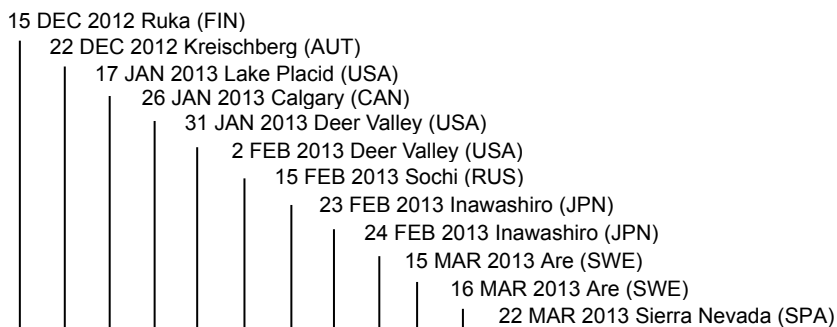 15 DEC 2012 Ruka (FIN)
22 DEC 2012 Kreischberg (AUT)
17 JAN 2013 Lake Placid (USA)
26 JAN 2013 Calgary (CAN)
31 JAN 2013 Deer Valley (USA)
2 FEB 2013 Deer Valley (USA)
15 FEB 2013 Sochi (RUS)
23 FEB 2013 Inawashiro (JPN)
24 FEB 2013 Inawashiro (JPN)
15 MAR 2013 Are (SWE)
16 MAR 2013 Are (SWE)
22 MAR 2013 Sierra Nevada (SPA)